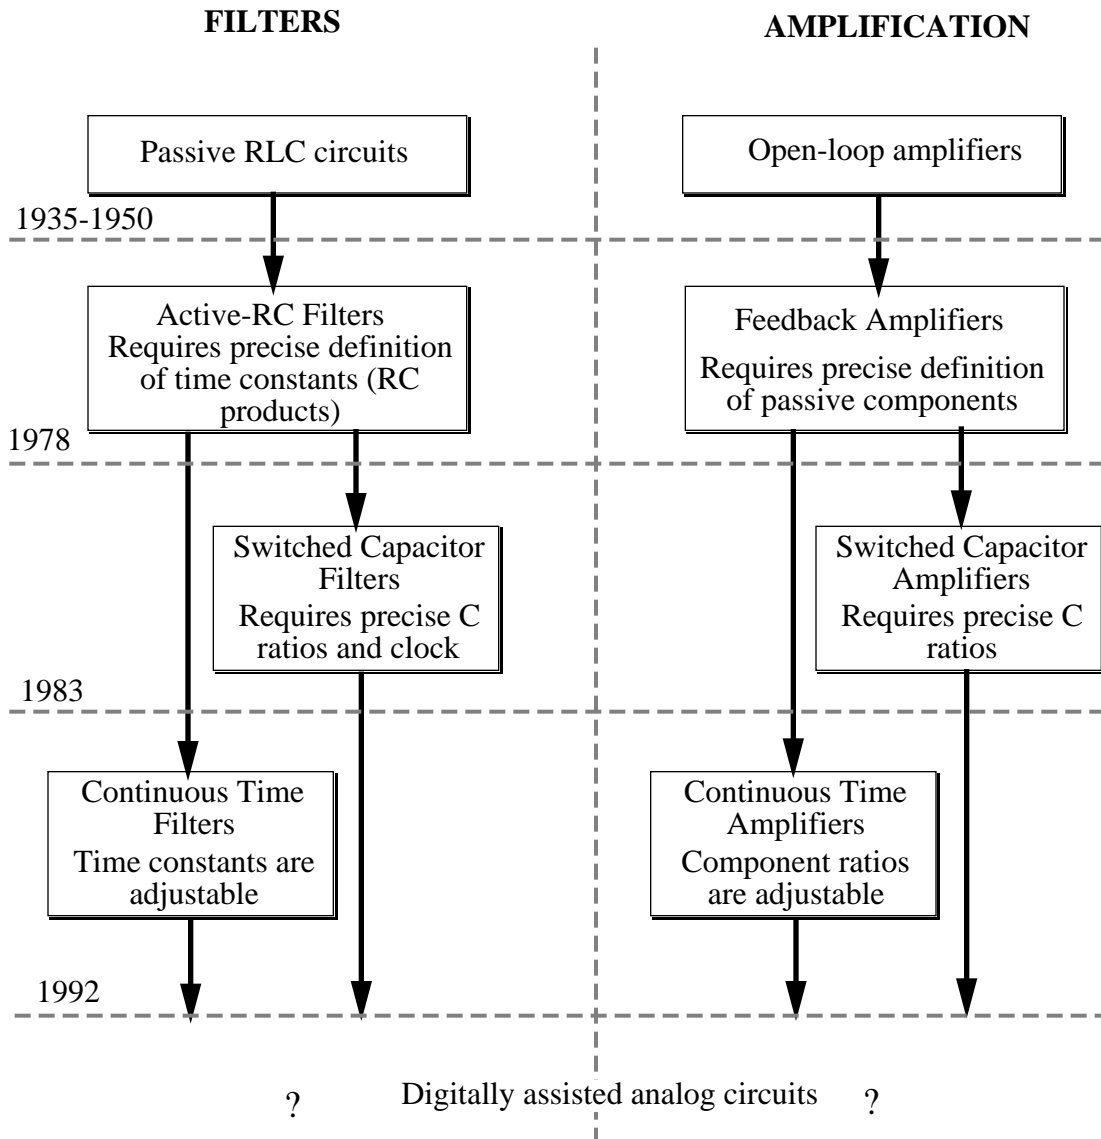 FILTERS
AMPLIFICATION
Passive RLC circuits
Open-loop amplifiers
1935-1950
Active-RC Filters
Requires precise definition
of time constants (RC
products)
Feedback Amplifiers
Requires precise definition
of passive components
1978
Switched Capacitor
Filters
Requires precise C
ratios and clock
Switched Capacitor
Amplifiers
Requires precise C
ratios
1983
Continuous Time
Filters
Time constants are
adjustable
Continuous Time
Amplifiers
Component ratios
are adjustable
1992
Digitally assisted analog circuits
?
?